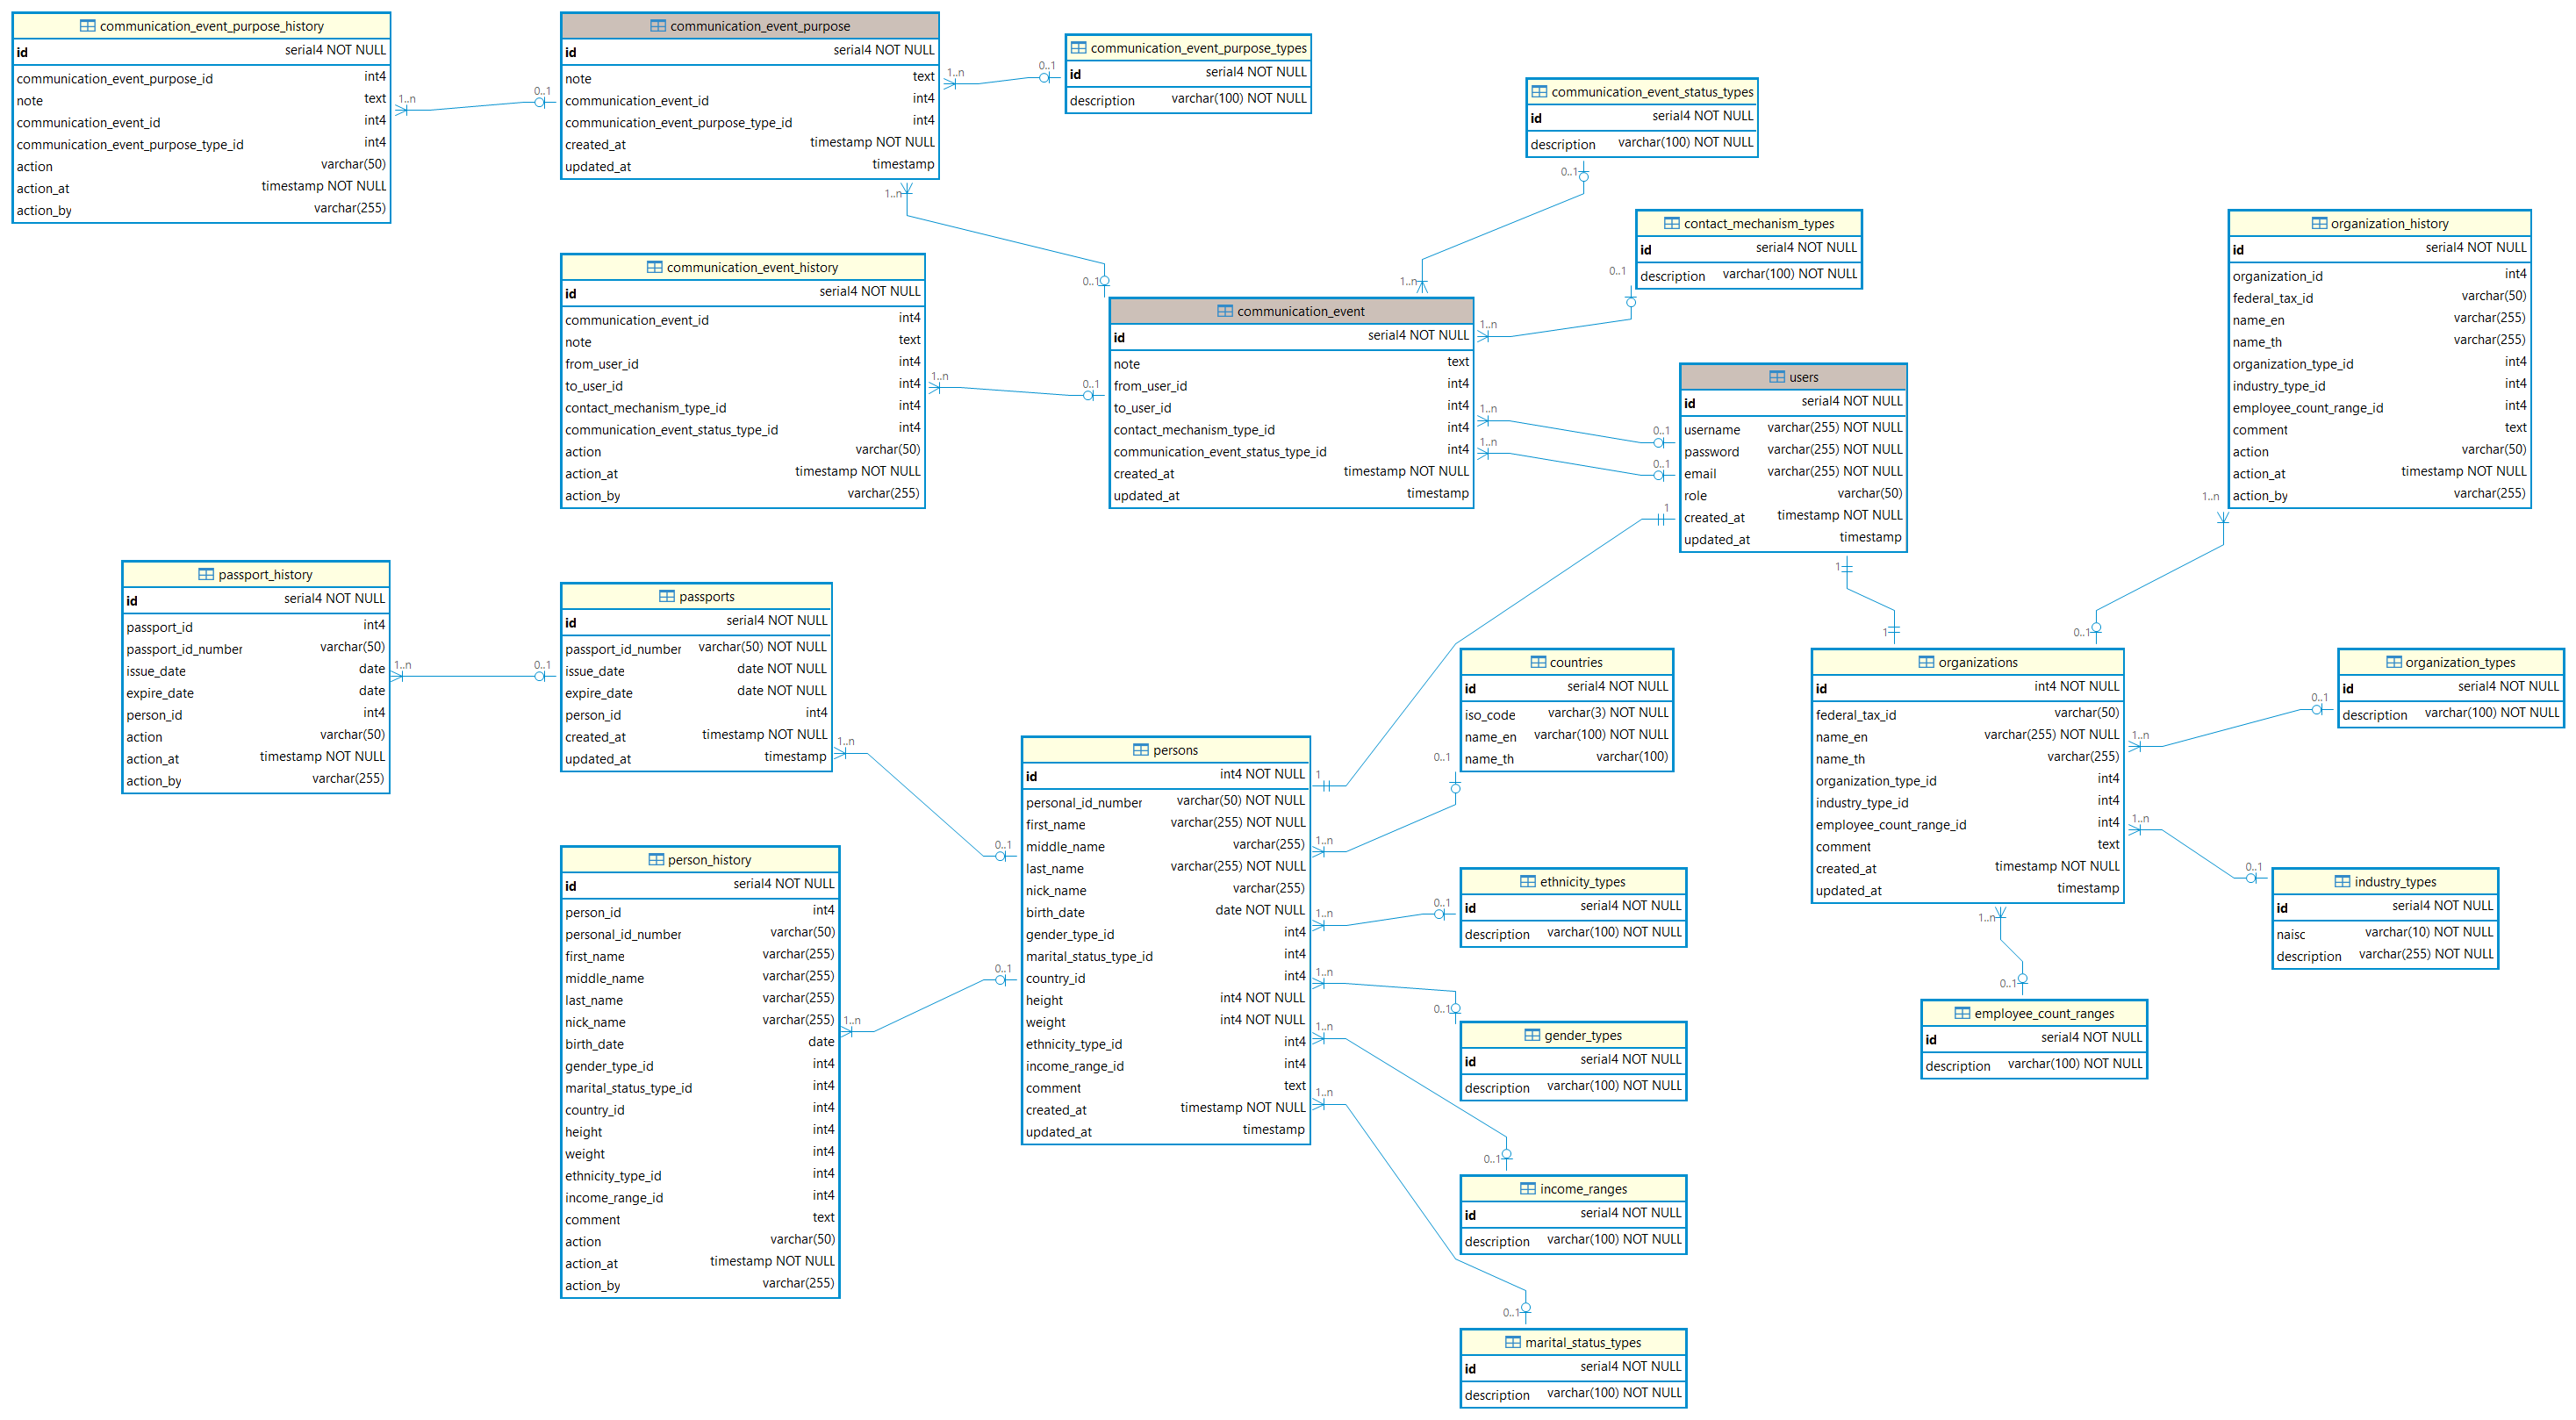 communication_event_purpose_history
id serial4 NOT NULL
communication_event_purpose_id int4
note text
communication_event_id int4
communication_event_purpose_type_id int4
action varchar(50)
action_at timestamp NOT NULL
action_by varchar(255)
1..n
0..1
communication_event_purpose
id serial4 NOT NULL
note text
communication_event_id int4
communication_event_purpose_type_id int4
created_at timestamp NOT NULL
updated_at timestamp
1..n
0..1
communication_event_purpose_types
id serial4 NOT NULL
description varchar(100) NOT NULL
1..n
0..1
communication_event_status_types
id serial4 NOT NULL
description varchar(100) NOT NULL
0..1
1..n
contact_mechanism_types
id serial4 NOT NULL
description varchar(100) NOT NULL
0..1
1..n
communication_event_history
id serial4 NOT NULL
communication_event_id int4
note text
from_user_id int4
to_user_id int4
contact_mechanism_type_id int4
communication_event_status_type_id int4
action varchar(50)
action_at timestamp NOT NULL
action_by varchar(255)
1..n
0..1
communication_event
id serial4 NOT NULL
note text
from_user_id int4
to_user_id int4
contact_mechanism_type_id int4
communication_event_status_type_id int4
created_at timestamp NOT NULL
updated_at timestamp
1..n
0..1
1..n
0..1
users
id serial4 NOT NULL
username varchar(255) NOT NULL
password varchar(255) NOT NULL
email varchar(255) NOT NULL
role varchar(50)
created_at timestamp NOT NULL
updated_at timestamp
1
1
1
1
organization_history
id serial4 NOT NULL
organization_id int4
federal_tax_id varchar(50)
name_en varchar(255)
name_th varchar(255)
organization_type_id int4
industry_type_id int4
employee_count_range_id int4
comment text
action varchar(50)
action_at timestamp NOT NULL
action_by varchar(255)
1..n
0..1
passport_history
id serial4 NOT NULL
passport_id int4
passport_id_number varchar(50)
issue_date date
expire_date date
person_id int4
action varchar(50)
action_at timestamp NOT NULL
action_by varchar(255)
1..n
0..1
passports
id serial4 NOT NULL
passport_id_number varchar(50) NOT NULL
issue_date date NOT NULL
expire_date date NOT NULL
person_id int4
created_at timestamp NOT NULL
updated_at timestamp
1..n
0..1
person_history
id serial4 NOT NULL
person_id int4
personal_id_number varchar(50)
first_name varchar(255)
middle_name varchar(255)
last_name varchar(255)
nick_name varchar(255)
birth_date date
gender_type_id int4
marital_status_type_id int4
country_id int4
height int4
weight int4
ethnicity_type_id int4
income_range_id int4
comment text
action varchar(50)
action_at timestamp NOT NULL
action_by varchar(255)
1..n
0..1
persons
id int4 NOT NULL
personal_id_number varchar(50) NOT NULL
first_name varchar(255) NOT NULL
middle_name varchar(255)
last_name varchar(255) NOT NULL
nick_name varchar(255)
birth_date date NOT NULL
gender_type_id int4
marital_status_type_id int4
country_id int4
height int4 NOT NULL
weight int4 NOT NULL
ethnicity_type_id int4
income_range_id int4
comment text
created_at timestamp NOT NULL
updated_at timestamp
1..n
1..n
1..n
1..n
1..n
countries
id serial4 NOT NULL
iso_code varchar(3) NOT NULL
name_en varchar(100) NOT NULL
name_th varchar(100)
0..1
ethnicity_types
id serial4 NOT NULL
description varchar(100) NOT NULL
0..1
gender_types
id serial4 NOT NULL
description varchar(100) NOT NULL
0..1
income_ranges
id serial4 NOT NULL
description varchar(100) NOT NULL
0..1
marital_status_types
id serial4 NOT NULL
description varchar(100) NOT NULL
0..1
organizations
id int4 NOT NULL
federal_tax_id varchar(50)
name_en varchar(255) NOT NULL
name_th varchar(255)
organization_type_id int4
industry_type_id int4
employee_count_range_id int4
comment text
created_at timestamp NOT NULL
updated_at timestamp
1..n
1..n
1..n
organization_types
id serial4 NOT NULL
description varchar(100) NOT NULL
0..1
industry_types
id serial4 NOT NULL
naisc varchar(10) NOT NULL
description varchar(255) NOT NULL
0..1
employee_count_ranges
id serial4 NOT NULL
description varchar(100) NOT NULL
0..1
1..n
0..1